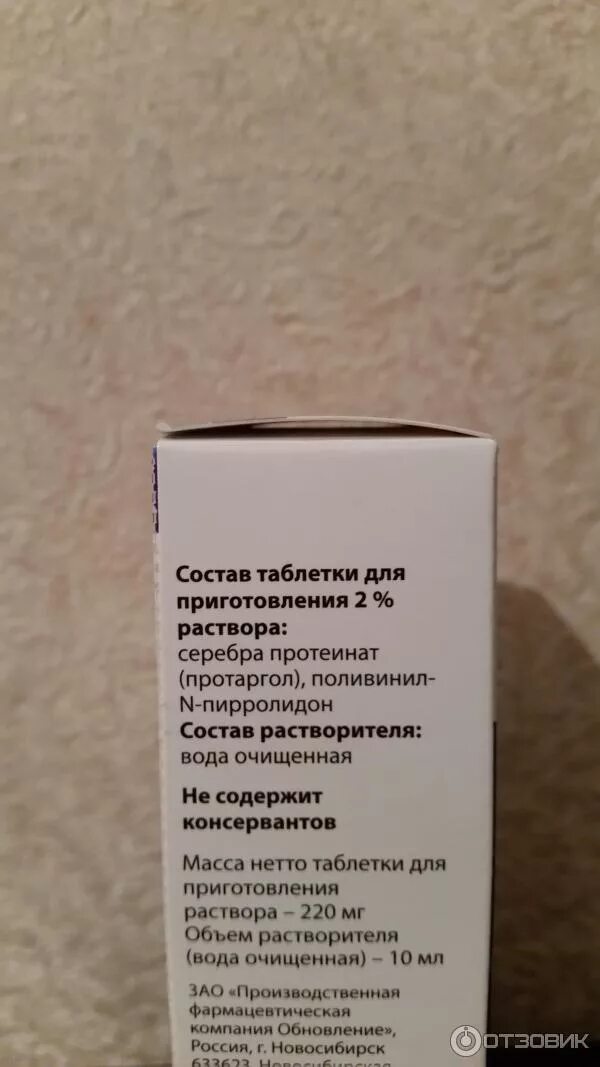 Состав таблетки для
приготовления 2 %
раствора:
серебра протеинат
(протаргол), поливинил-
N-пирролидон
Состав растворителя:
вода очищенная
Не содержит
консервантов
Масса нетто таблетки для
приготовления
раствора – 220 мг
Объем растворителя
(вода очищенная) – 10 мл
ЗАО «Производственная
фармацевтическая
компания Обновление»,
Россия, г. Новосибирск
633623, Новосибирская
ОТЗОВИК